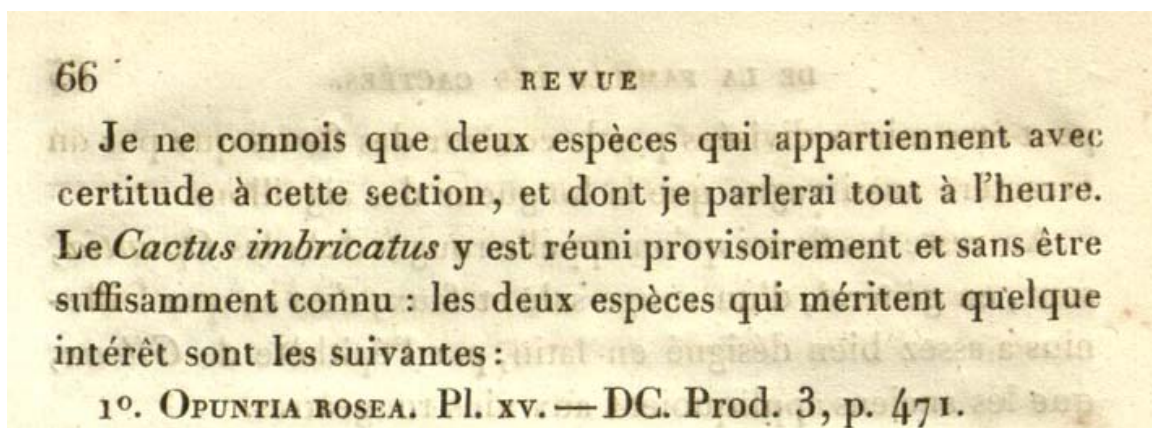 66 REVUE
Je ne connois que deux espèces qui appartiennent avec
certitude à cette section, et dont je parlerai tout à l'heure.
Le Cactus imbricatus y est réuni provisoirement et sans être
suffisamment connu : les deux espèces qui méritent quelque
intérêt sont les suivantes :
1º. OPUNTIA ROSEA. Pl. XV. — DC. Prod. 3, p. 471.